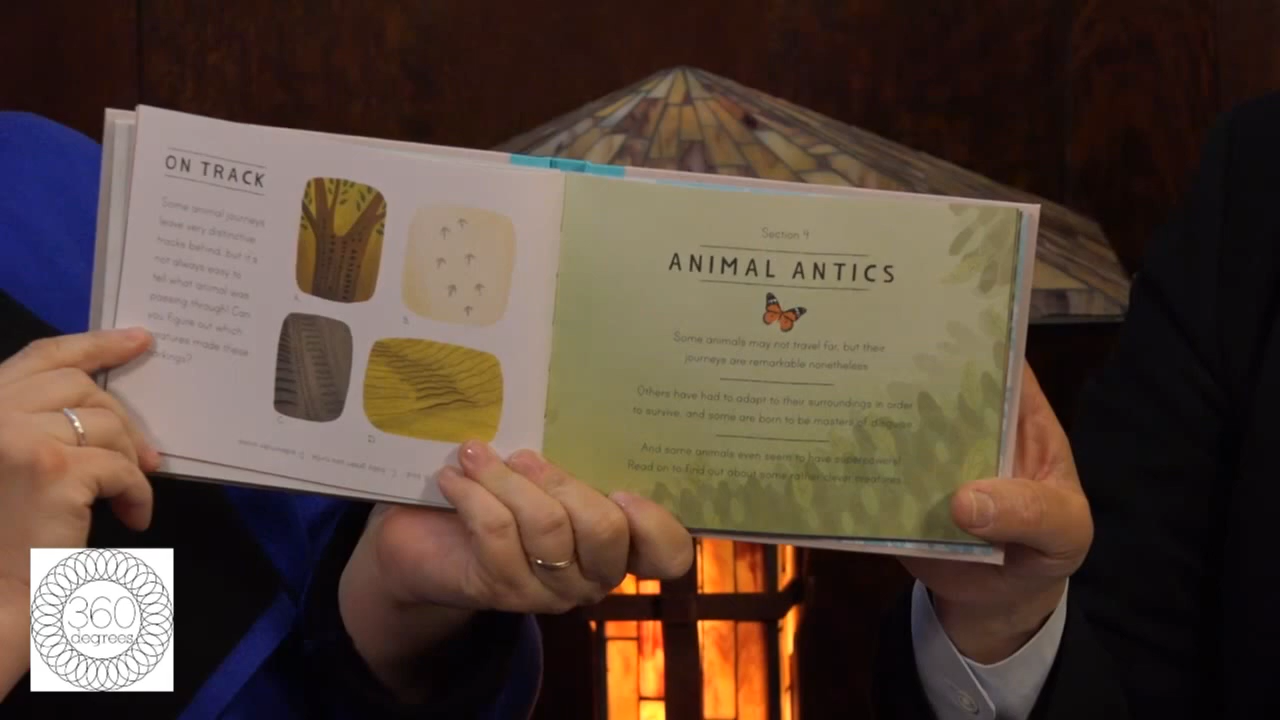 ON TRACK
Some animal journeys
leave very distinctive
tracks behind, but it's
not always easy to
tell what animal was
passing through! Can
you figure out which
made these
A.
B.
C.
D.
Section 9
ANIMAL ANTICS
Some animals may not travel far, but their
journeys are remarkable nonetheless
Others have had to adapt to their surroundings in order
to survive, and some are born to be masters of disguise
And some animals even seem to have superpowers!
Read on to find out about some rather clever creatures
360
degrees